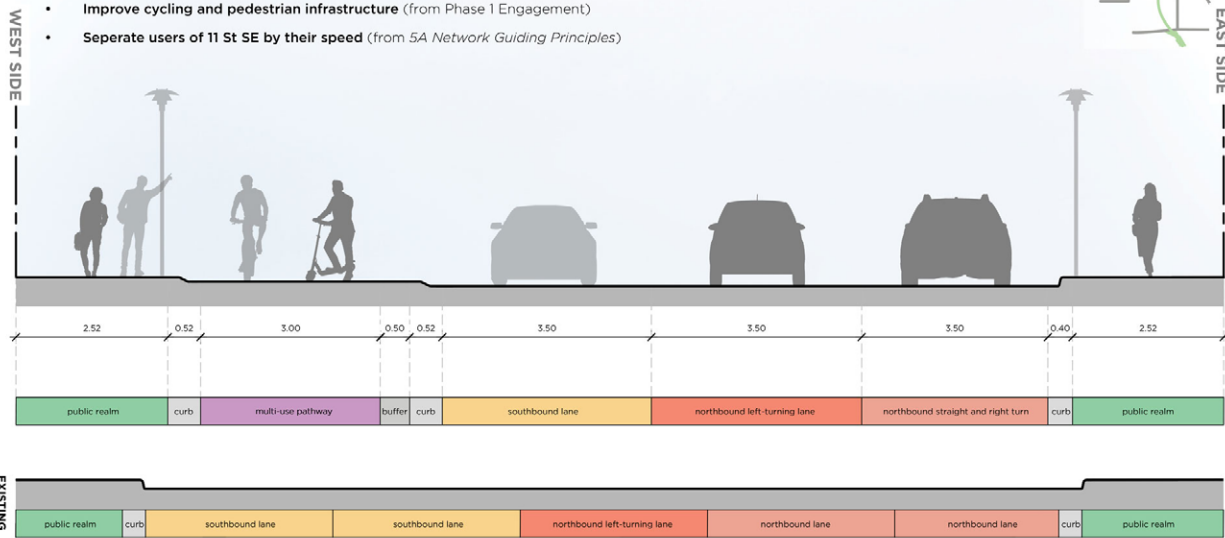 • Improve cycling and pedestrian infrastructure (from Phase 1 Engagement)
• Seperate users of 11 St SE by their speed (from 5A Network Guiding Principles)
WEST SIDE
EAST SIDE
2.52 0.52 3.00 0.50 0.52 3.50 3.50 3.50 0.40 2.52
public realm curb multi-use pathway buffer curb southbound lane northbound left-turning lane northbound straight and right turn curb public realm
EXISTING
public realm curb southbound lane southbound lane northbound left-turning lane northbound lane northbound lane curb public realm